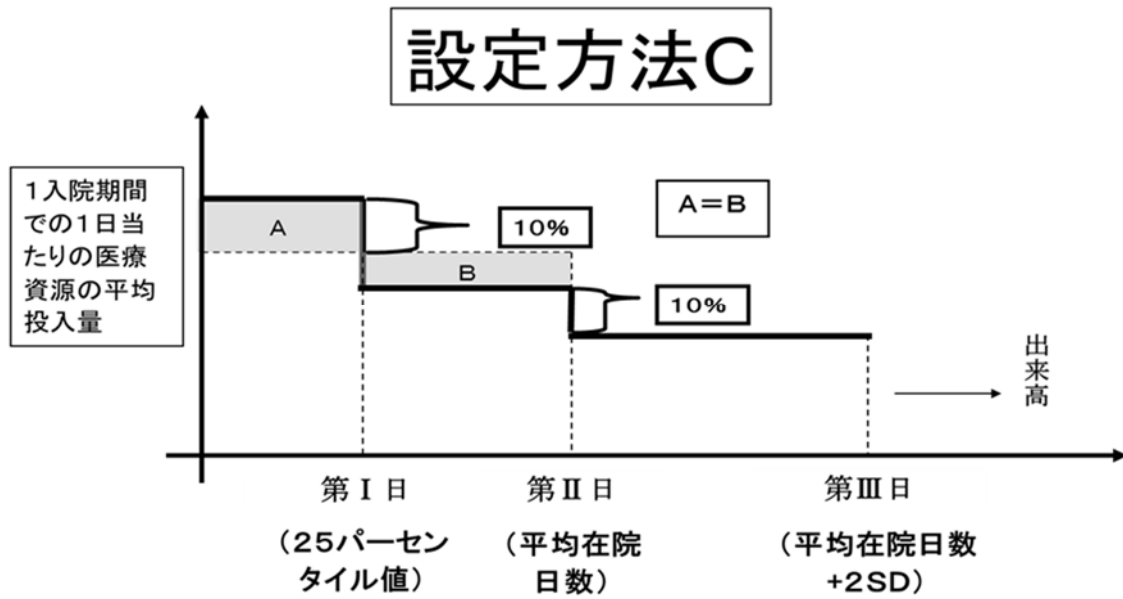 設定方法C
1入院期間
での1日当
たりの医療
資源の平均
投入量
A
10%
A=B
B
10%
出来高
第Ⅰ日
第Ⅱ日
第Ⅲ日
(25パーセン
タイル値)
(平均在院
日数)
(平均在院日数
+2SD)